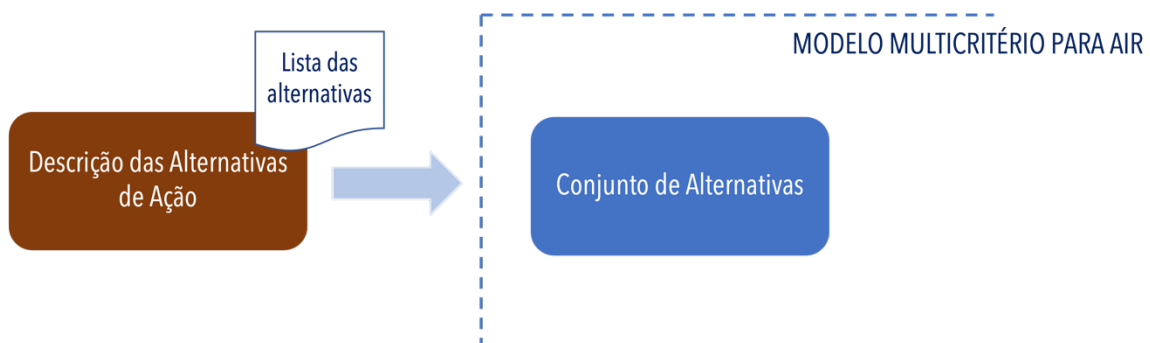 MODELO MULTICRITÉRIO PARA AIR
Lista das
alternativas
Descrição das Alternativas
de Ação
Conjunto de Alternativas